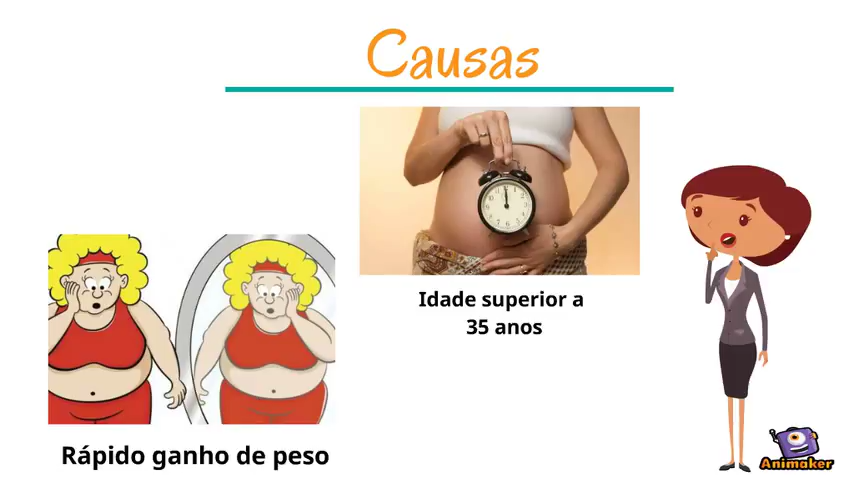 Causas
Idade superior a
35 anos
Rápido ganho de peso
Animaker